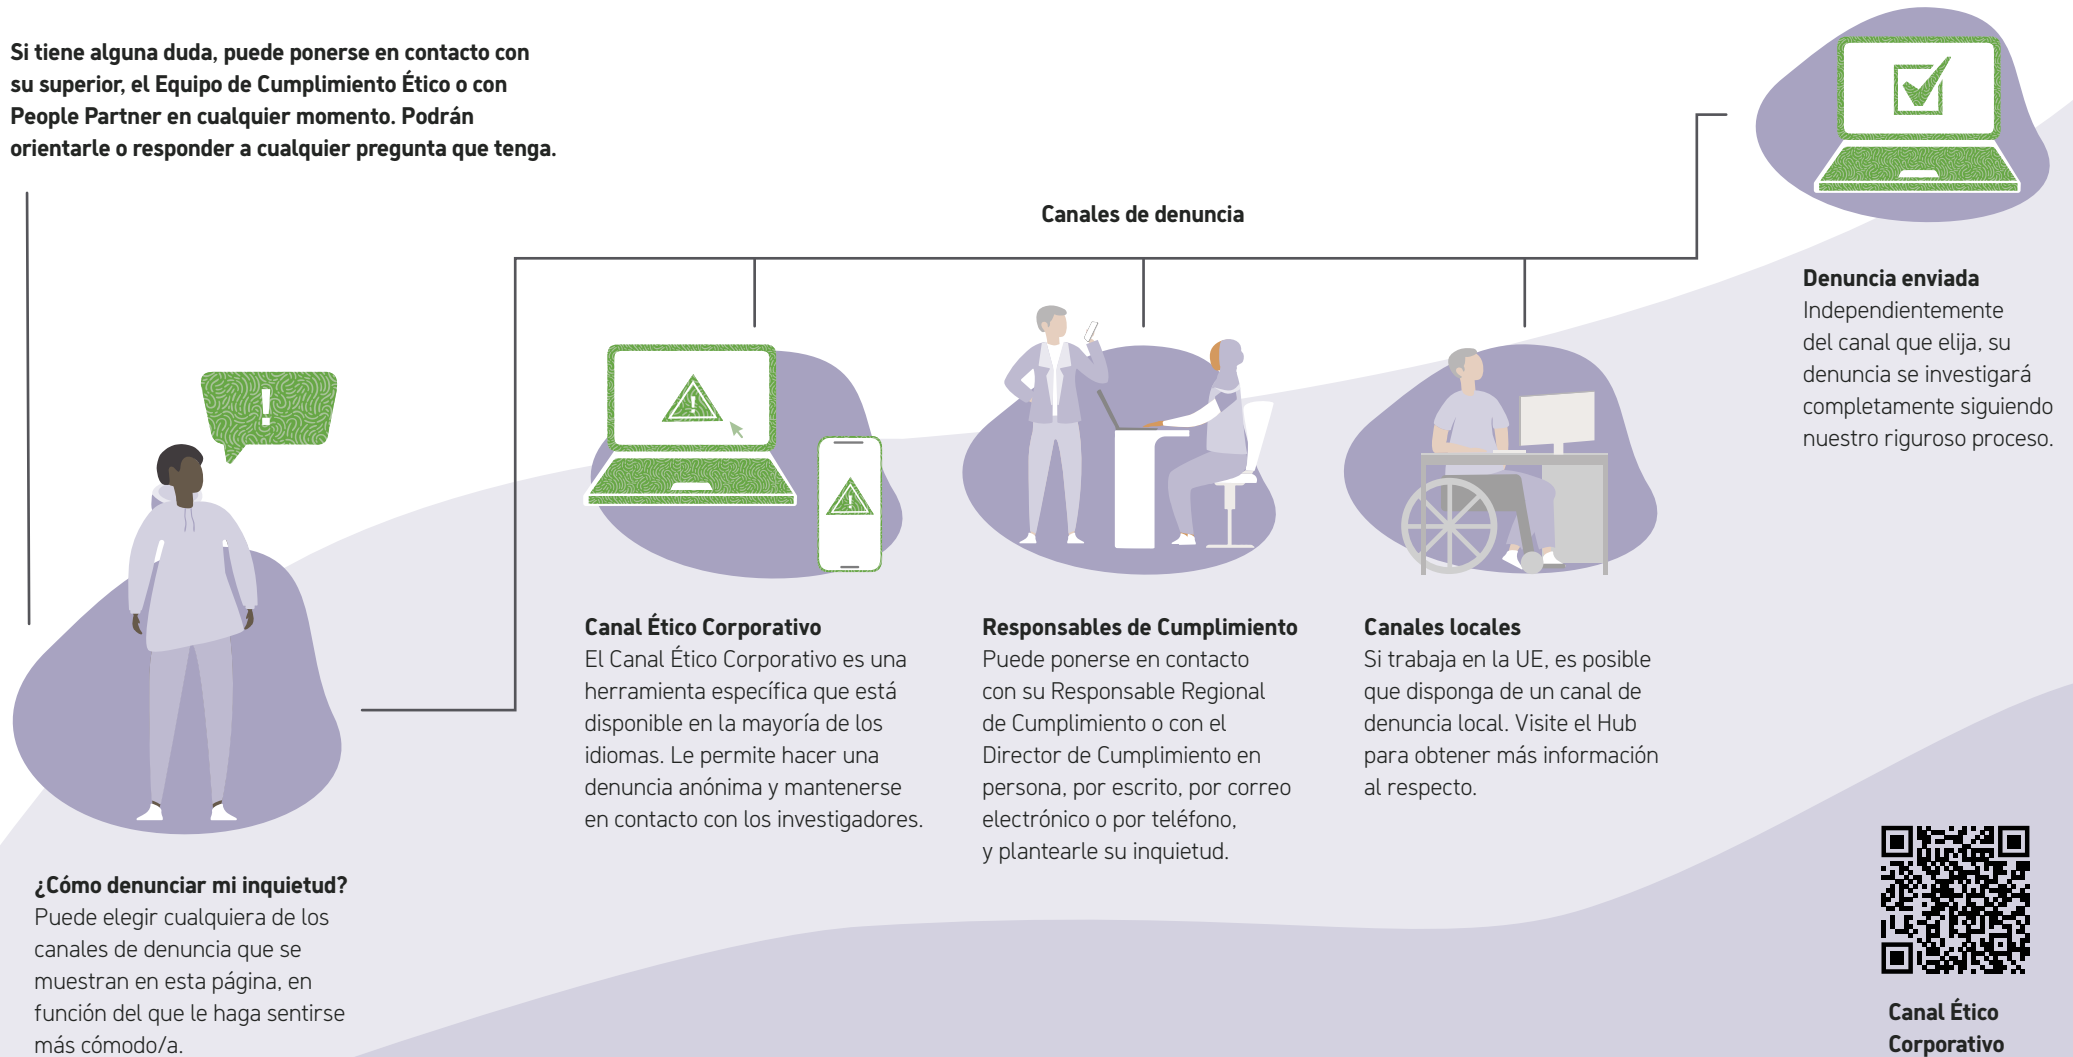 Si tiene alguna duda, puede ponerse en contacto con
su superior, el Equipo de Cumplimiento Ético o con
People Partner en cualquier momento. Podrán
orientarle o responder a cualquier pregunta que tenga.
¿Cómo denunciar mi inquietud?
Puede elegir cualquiera de los
canales de denuncia que se
muestran en esta página, en
función del que le haga sentirse
más cómodo/a.
Canales de denuncia
Canal Ético Corporativo
El Canal Ético Corporativo es una
herramienta específica que está
disponible en la mayoría de los
idiomas. Le permite hacer una
denuncia anónima y mantenerse
en contacto con los investigadores.
Responsables de Cumplimiento
Puede ponerse en contacto
con su Responsable Regional
de Cumplimiento o con el
Director de Cumplimiento en
persona, por escrito, por correo
electrónico o por teléfono,
y plantearle su inquietud.
Canales locales
Si trabaja en la UE, es posible
que disponga de un canal de
denuncia local. Visite el Hub
para obtener más información
al respecto.
Denuncia enviada
Independientemente
del canal que elija, su
denuncia se investigará
completamente siguiendo
nuestro riguroso proceso.
Canal Ético
Corporativo